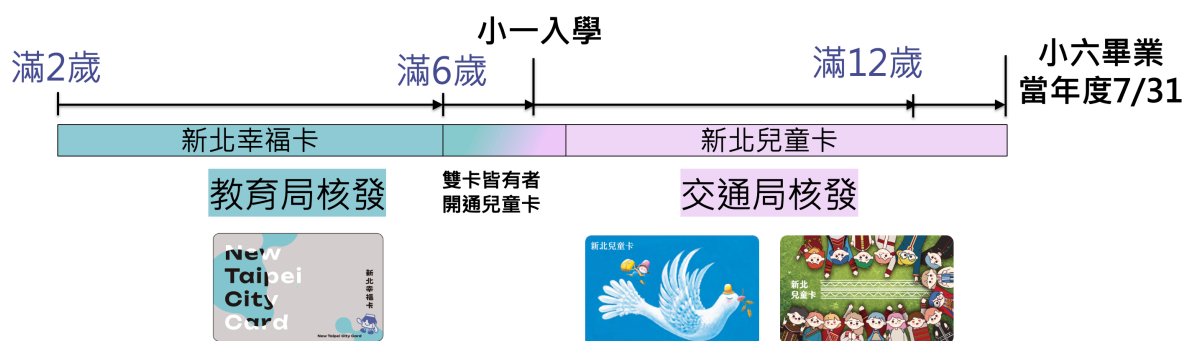 小一入學
滿2歲
滿6歲
滿12歲
小六畢業
當年度7/31
新北幸福卡
新北兒童卡
教育局核發
雙卡皆有者
開通兒童卡
交通局核發
New
Taipei
City
Card
新北幸福卡
New Taipei City Card
新北兒童卡
新北
兒童卡